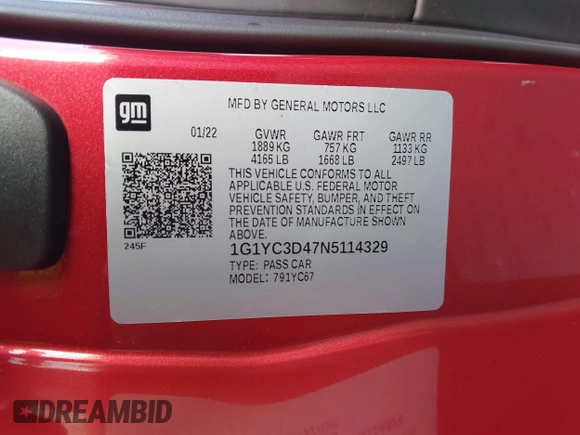 gm
MFD BY GENERAL MOTORS LLC
01/22 GVWR GAWR FRT GAWR RR
1889 KG 757 KG 1133 KG
4165 LB 1668 LB 2497 LB
THIS VEHICLE CONFORMS TO ALL
APPLICABLE U.S. FEDERAL MOTOR
VEHICLE SAFETY, BUMPER, AND THEFT
PREVENTION STANDARDS IN EFFECT ON
THE DATE OF MANUFACTURE SHOWN
ABOVE.
245F
1G1YC3D47N5114329
TYPE: PASS CAR
MODEL: 791YC67
DREAMBID